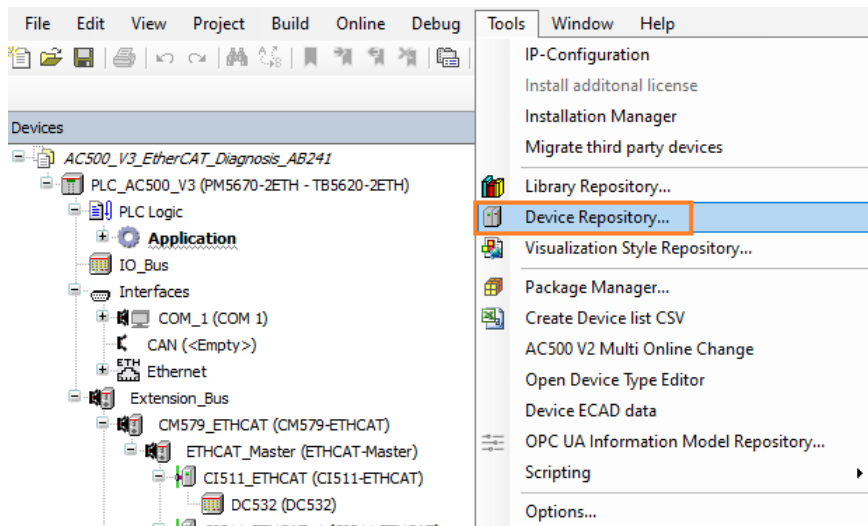 File Edit View Project Build Online Debug Tools Window Help
IP-Configuration
Install additonal license
Installation Manager
Migrate third party devices
Library Repository...
Device Repository...
Visualization Style Repository...
Package Manager...
Create Device list CSV
AC500 V2 Multi Online Change
Open Device Type Editor
Device ECAD data
OPC UA Information Model Repository...
Scripting
Options...
Devices
AC500_V3_EtherCAT_Diagnosis_AB241
PLC_AC500_V3 (PM5670-2ETH - TB5620-2ETH)
PLC Logic
Application
IO_Bus
Interfaces
COM_1 (COM 1)
CAN (<Empty>)
ETH Ethernet
Extension_Bus
CM579_ETHCAT (CM579-ETHCAT)
ETHCAT_Master (ETHCAT-Master)
CI511_ETHCAT (CI511-ETHCAT)
DC532 (DC532)